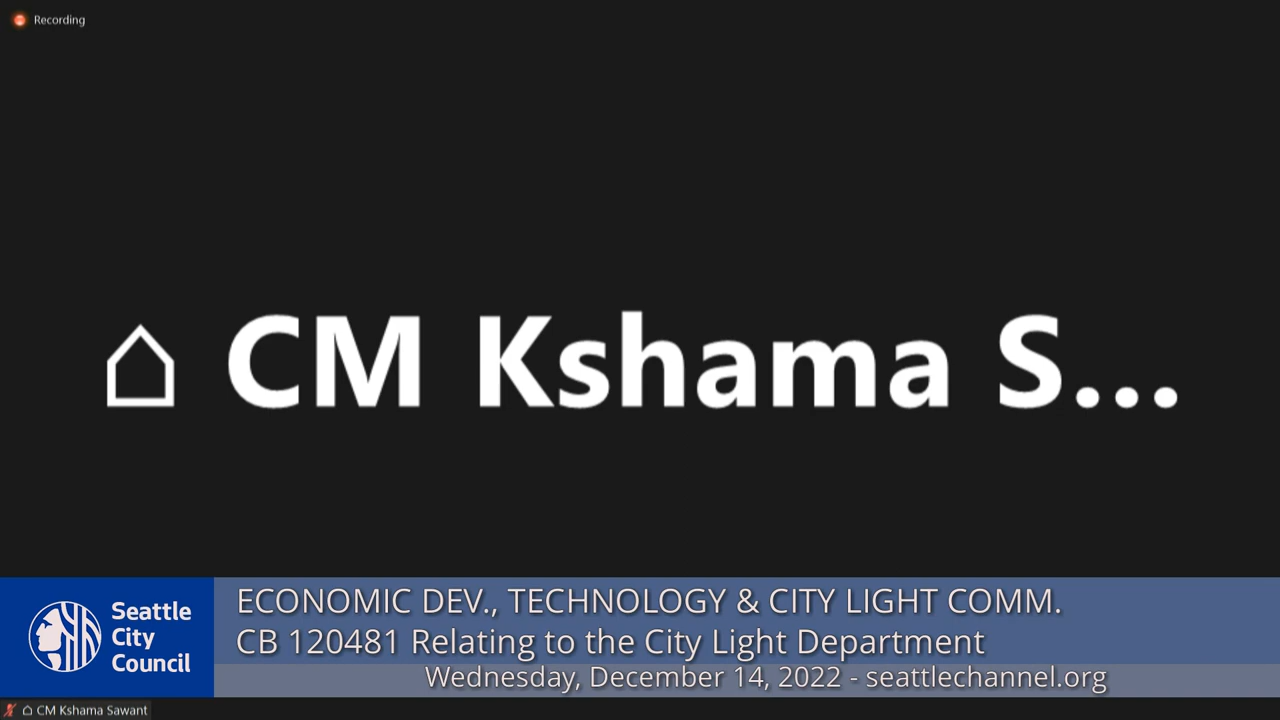 Recording
⌂ CM Kshama S...
Seattle
City
Council
ECONOMIC DEV., TECHNOLOGY & CITY LIGHT COMM.
CB 120481 Relating to the City Light Department
Wednesday, December 14, 2022 - seattlechannel.org
⌂ CM Kshama Sawant